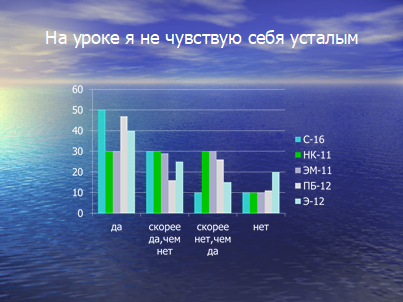 На уроке я не чувствую себя усталым
60
50
40
30
20
10
0
да
скорее
да,чем
нет
скорее
нет,чем
да
нет
С-16
НК-11
ЭМ-11
ПБ-12
Э-12